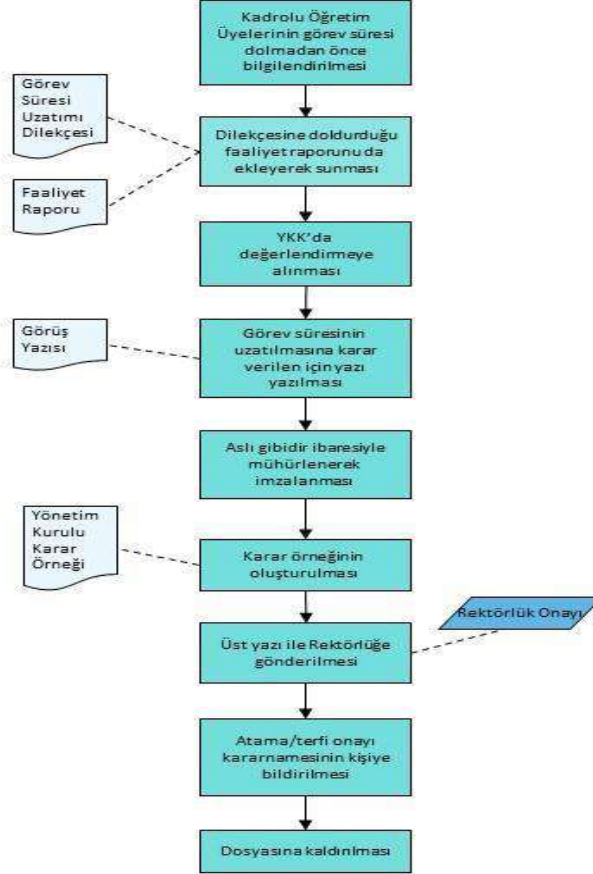 Kadrolu Öğretim
Üyelerinin görev süresi
dolmadan önce
bilgilendirilmesi
Görev
Süresi
Uzatımı
Dilekçesi
Dilekçesine doldurduğu
faaliyet raporunu da
ekleyerek sunması
Faaliyet
Raporu
YKK'da
değerlendirmeye
alınması
Görüş
Yazısı
Görev süresinin
uzatılmasına karar
verilen için yazı
yazılması
Aslı gibidir ibaresiyle
mühürlenerek
imzalanması
Yönetim
Kurulu
Karar
Örneği
Karar örneğinin
oluşturulması
Rektörlük Onayı
Üst yazı ile Rektörlüğe
gönderilmesi
Atama/terfi onayı
kararnamesinin kişiye
bildirilmesi
Dosyasına kaldırılması